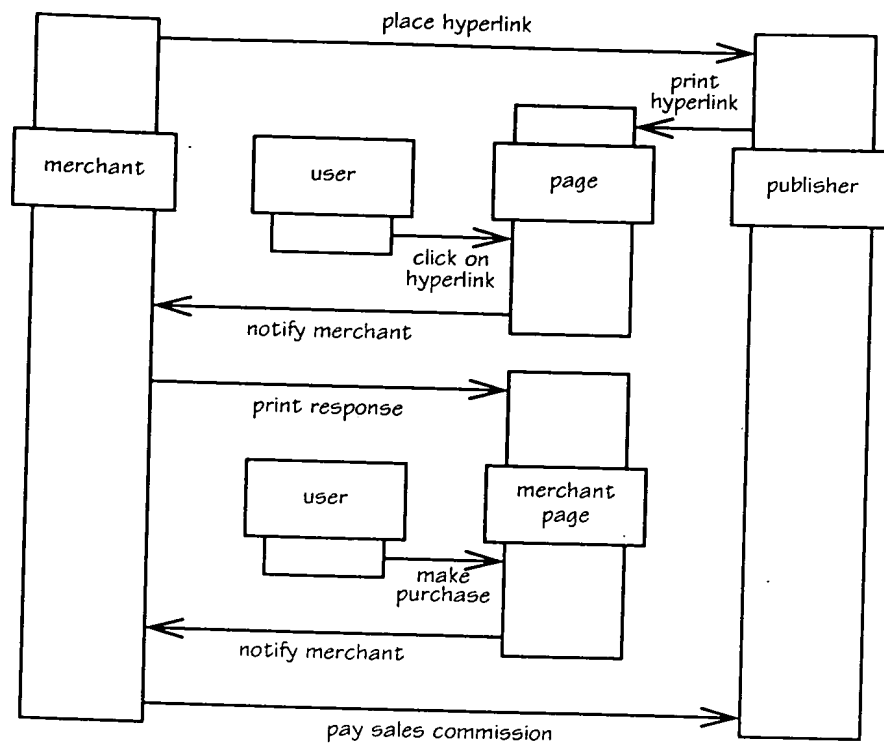 place hyperlink
print
hyperlink
merchant
user
page
publisher
click on
hyperlink
notify merchant
print response
user
merchant
page
make
purchase
notify merchant
pay sales commission